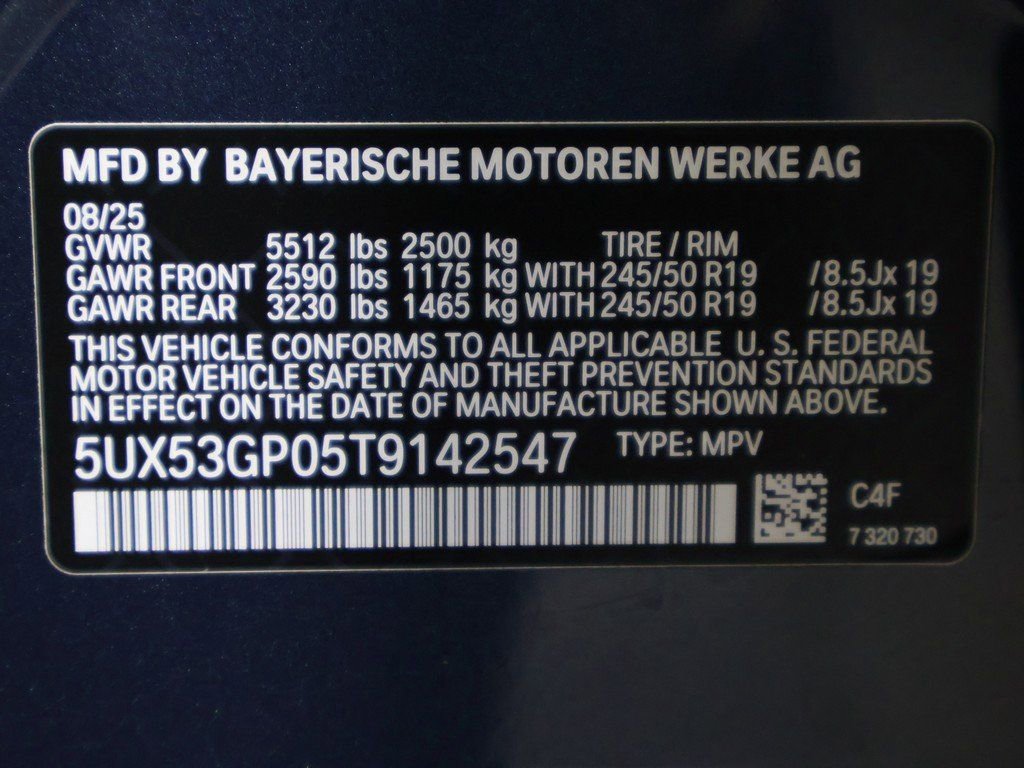 MFD BY BAYERISCHE MOTOREN WERKE AG
08/25
GVWR 5512 lbs 2500 kg TIRE / RIM
GAWR FRONT 2590 lbs 1175 kg WITH 245/50 R19 /8.5Jx 19
GAWR REAR 3230 lbs 1465 kg WITH 245/50 R19 /8.5Jx 19
THIS VEHICLE CONFORMS TO ALL APPLICABLE U. S. FEDERAL
MOTOR VEHICLE SAFETY AND THEFT PREVENTION STANDARDS
IN EFFECT ON THE DATE OF MANUFACTURE SHOWN ABOVE.
5UX53GP05T9142547 TYPE: MPV
C4F
7 320 730